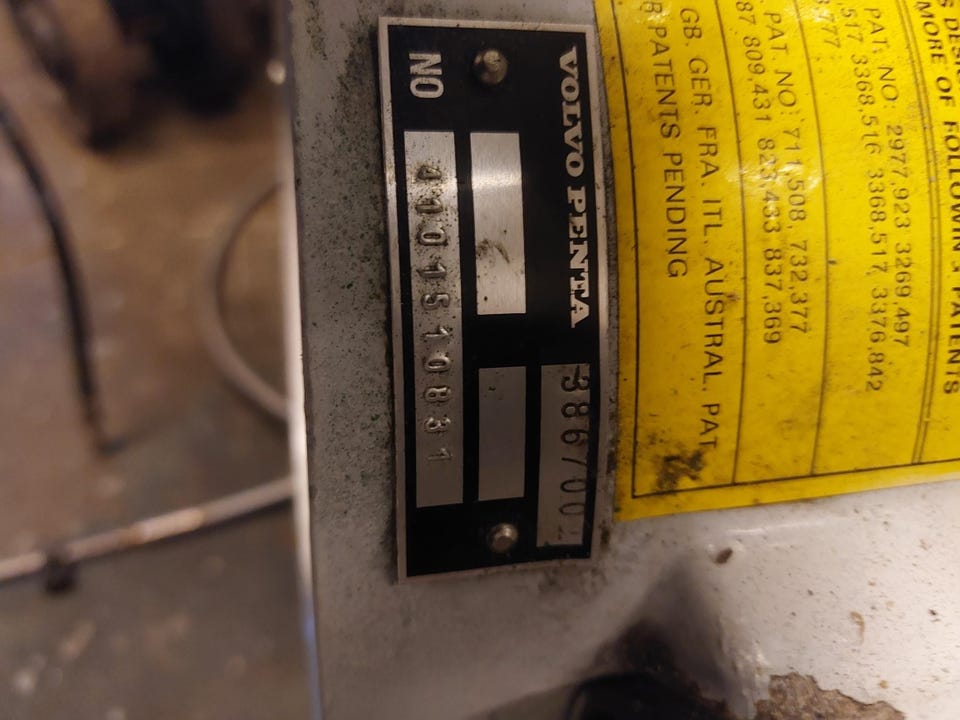 MORE OF FOLLOWIN PATENTS
PAT. NO: 2977,923 3269,497
,517 3368,516 3368,517 3376,842
,777
PAT. NO: 711,508, 732,377
87 809,431 823,433 837,369
GB. GER. FRA. ITL. AUSTRAL. PAT
PATENTS PENDING
VOLVO PENTA
NO 4101510831